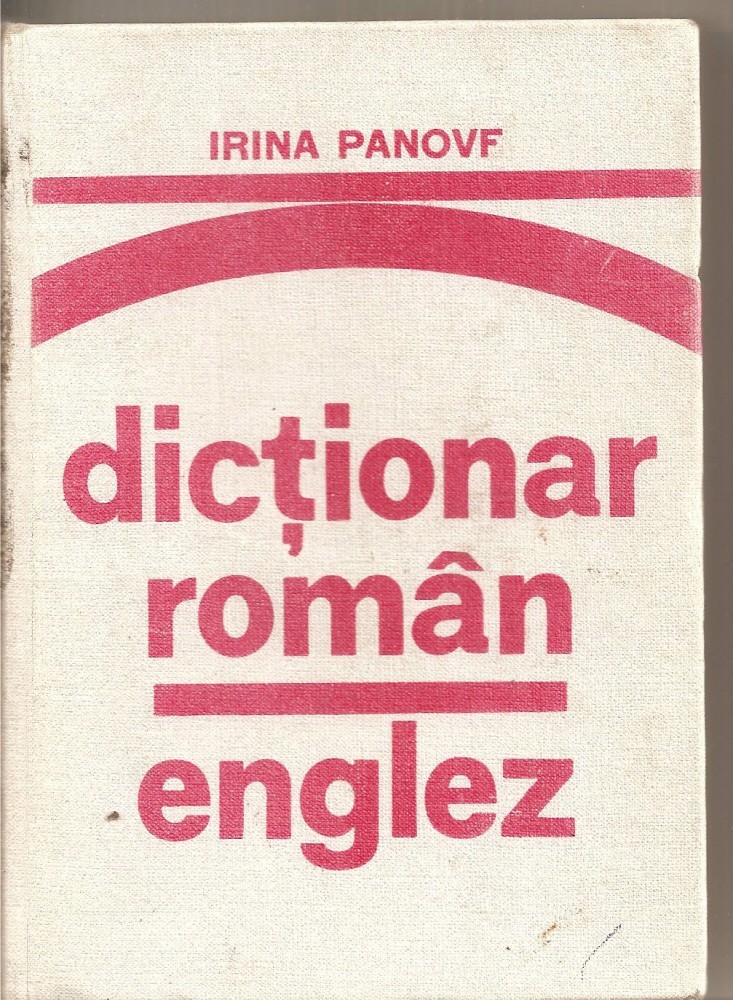 IRINA PANOVF
dicționar
român
englez